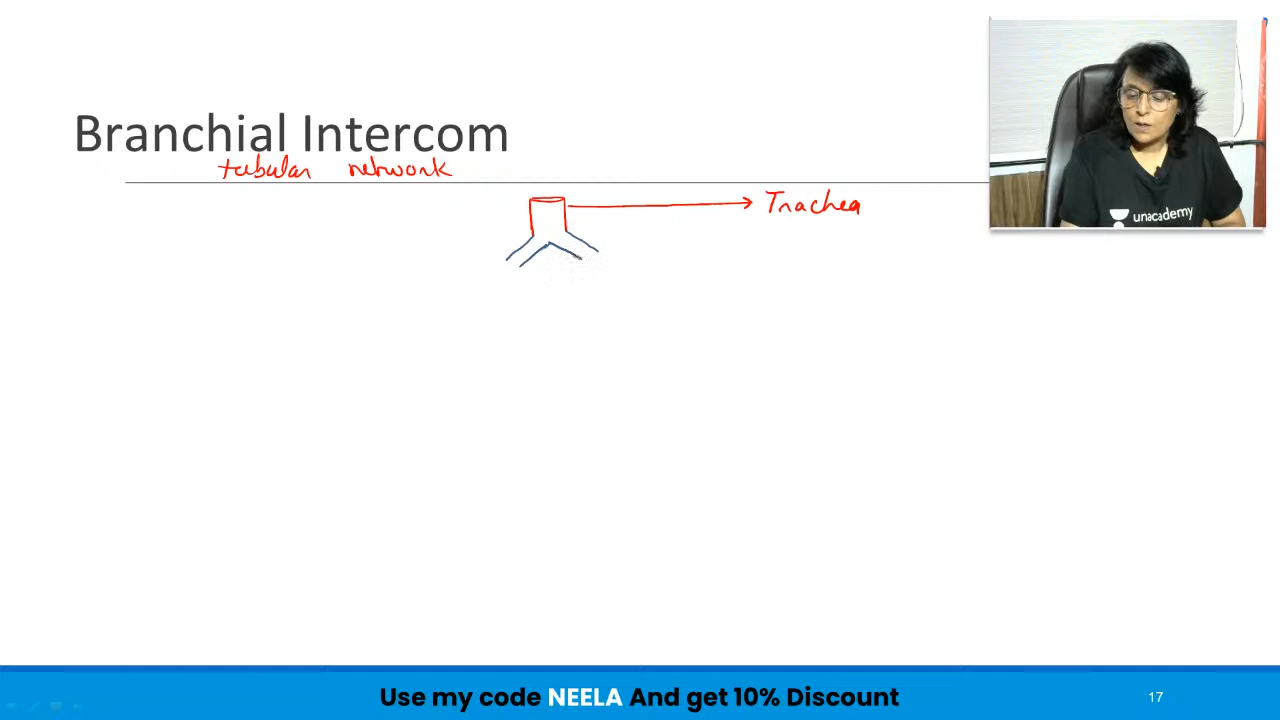 Branchial Intercom
tubular network
Trachea
unacademy
Use my code NEELA And get 10% Discount
17